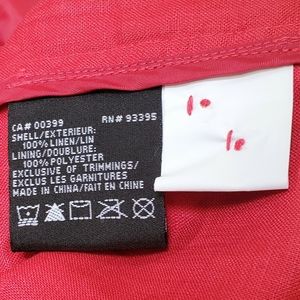 CA# 00399 RN# 93395
SHELL/EXTERIEUR:
100% LINEN/LIN
LINING/DOUBLURE:
100% POLYESTER
EXCLUSIVE OF TRIMMINGS/
EXCLUS LES GARNITURES
MADE IN CHINA/FAIT EN CHINE